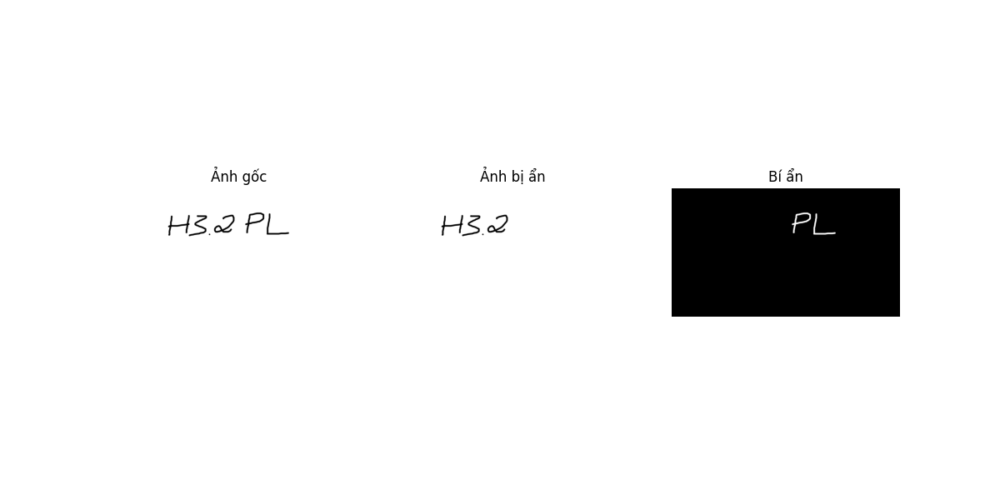 Ảnh gốc Ảnh bị ẩn Bí ẩn
H3.2 PL H3.2 PL